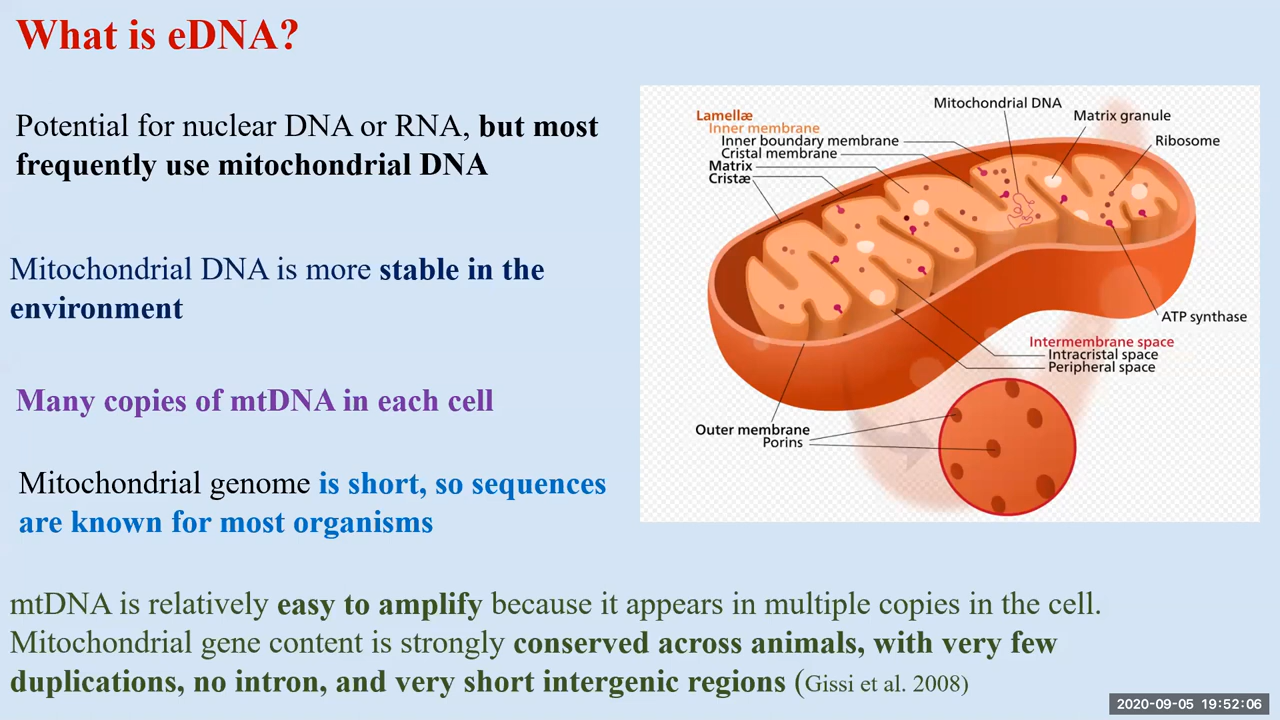 What is eDNA?
Potential for nuclear DNA or RNA, but most
frequently use mitochondrial DNA
Mitochondrial DNA is more stable in the
environment
Many copies of mtDNA in each cell
Mitochondrial genome is short, so sequences
are known for most organisms
Mitochondrial DNA
Matrix granule
Lamellæ
Inner membrane
Inner boundary membrane
Cristal membrane
Matrix
Cristæ
Ribosome
ATP synthase
Intermembrane space
Intracristal space
Peripheral space
Outer membrane
Porins
mtDNA is relatively easy to amplify because it appears in multiple copies in the cell.
Mitochondrial gene content is strongly conserved across animals, with very few
duplications, no intron, and very short intergenic regions (Gissi et al. 2008)
2020-09-05 19:52:06